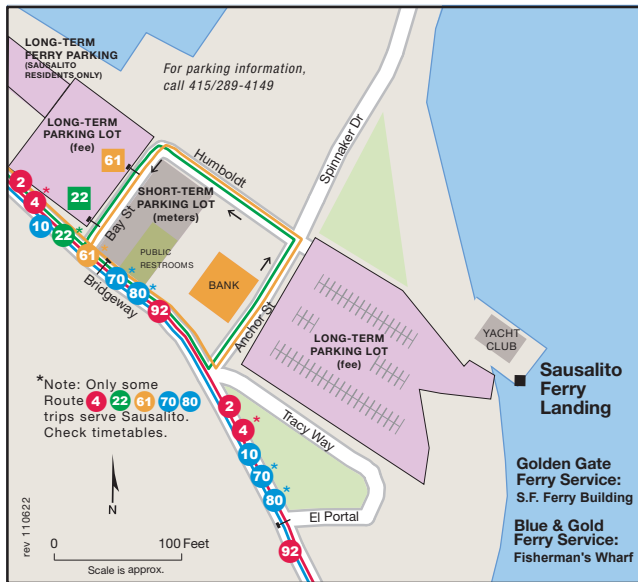 LONG-TERM
FERRY PARKING
(SAUSALITO
RESIDENTS ONLY)
For parking information,
call 415/289-4149
LONG-TERM
PARKING LOT
(fee)
61
22
Humboldt
Spinnaker Dr
SHORT-TERM
PARKING LOT
(meters)
Bay St
PUBLIC
RESTROOMS
BANK
Anchor St
2
4*
10
22*
61*
70*
80*
92
Bridgeway
LONG-TERM
PARKING LOT
(fee)
YACHT
CLUB
Sausalito
Ferry
Landing
*Note: Only some
Route 4 22 61 70 80
trips serve Sausalito.
Check timetables.
2
4*
10
70*
80*
92
Tracy Way
El Portal
Golden Gate
Ferry Service:
S.F. Ferry Building
Blue & Gold
Ferry Service:
Fisherman's Wharf
N
rev 110622
0 100 Feet
Scale is approx.